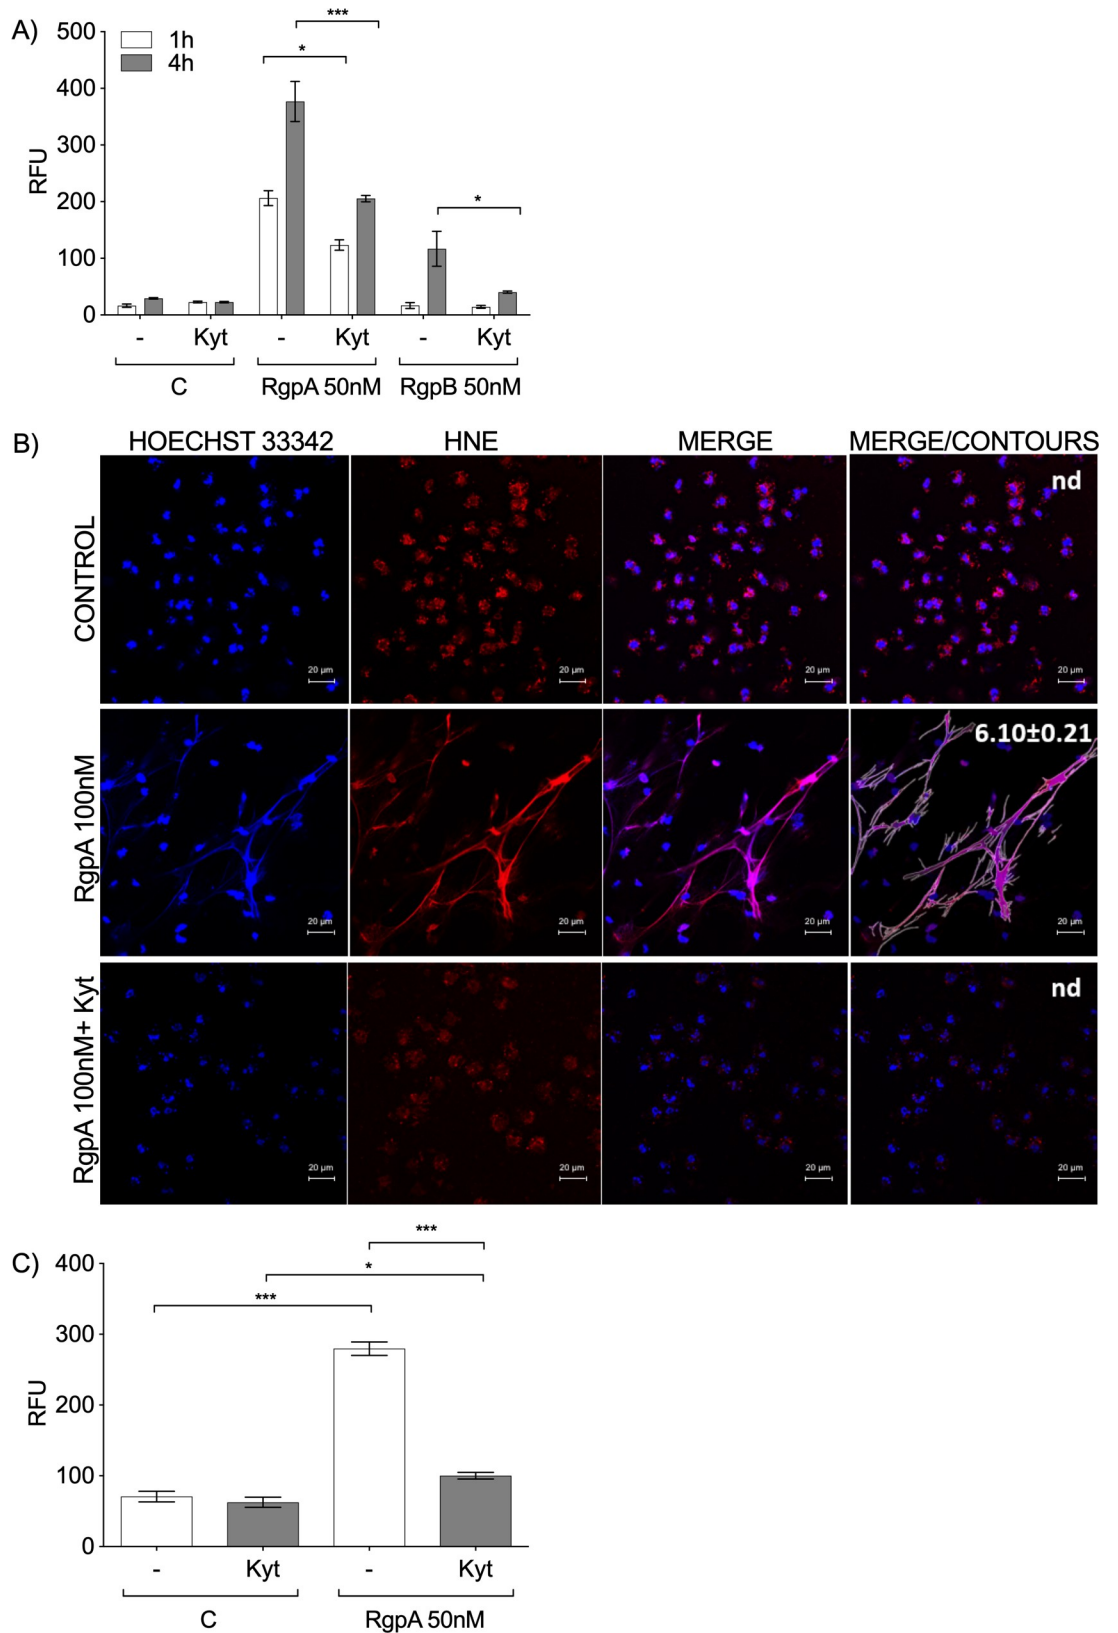 A)
***
*
*
500
400
300
200
100
0
RFU
1h
4h
- Kyt - Kyt - Kyt
C RgpA 50nM RgpB 50nM
B)
HOECHST 33342 HNE MERGE MERGE/CONTOURS
CONTROL
nd
20 µm 20 µm 20 µm 20 µm
RgpA 100nM
6.10±0.21
20 µm 20 µm 20 µm 20 µm
RgpA 100nM+ Kyt
nd
20 µm 20 µm 20 µm 20 µm
C)
***
*
***
400
300
200
100
0
RFU
- Kyt - Kyt
C RgpA 50nM